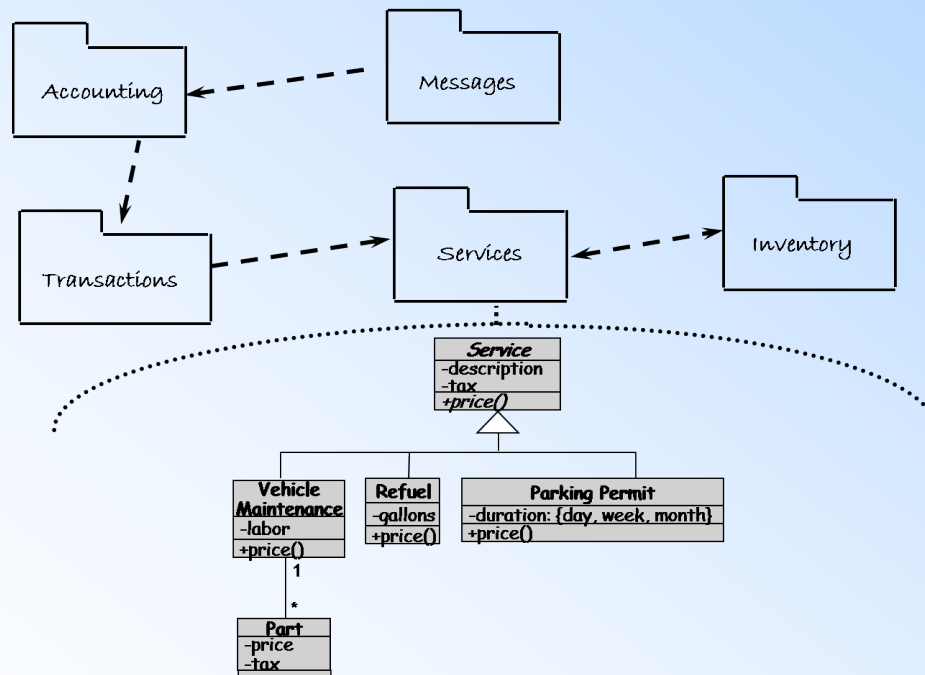 Accounting
Messages
Transactions
Services
Inventory
Service
-description
-tax
+price()
Vehicle
Maintenance
-labor
+price()
Refuel
-gallons
+price()
Parking Permit
-duration: {day, week, month}
+price()
1
*
Part
-price
-tax